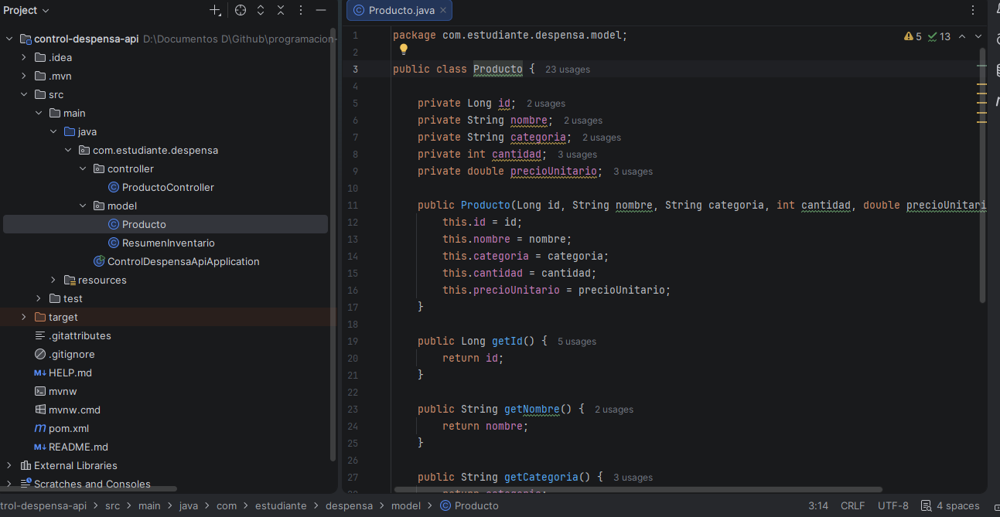 Project
control-despensa-api D:\Documentos D\Github\programacion-
.idea
.mvn
src
main
java
com.estudiante.despensa
controller
ProductoController
model
Producto
ResumenInventario
ControlDespensaApiApplication
resources
test
target
.gitattributes
.gitignore
HELP.md
mvnw
mvnw.cmd
pom.xml
README.md
External Libraries
Scratches and Consoles
Producto.java
5 13
1 package com.estudiante.despensa.model;
2
3 public class Producto { 23 usages
4
5 private Long id; 2 usages
6 private String nombre; 2 usages
7 private String categoria; 2 usages
8 private int cantidad; 3 usages
9 private double precioUnitario; 3 usages
10
11 public Producto(Long id, String nombre, String categoria, int cantidad, double precioUnitari
12 this.id = id;
13 this.nombre = nombre;
14 this.categoria = categoria;
15 this.cantidad = cantidad;
16 this.precioUnitario = precioUnitario;
17 }
18
19 public Long getId() { 5 usages
20 return id;
21 }
22
23 public String getNombre() { 2 usages
24 return nombre;
25 }
26
27 public String getCategoria() { 3 usages
28 return categoria;
trol-despensa-api > src > main > java > com > estudiante > despensa > model > Producto 3:14 CRLF UTF-8 4 spaces